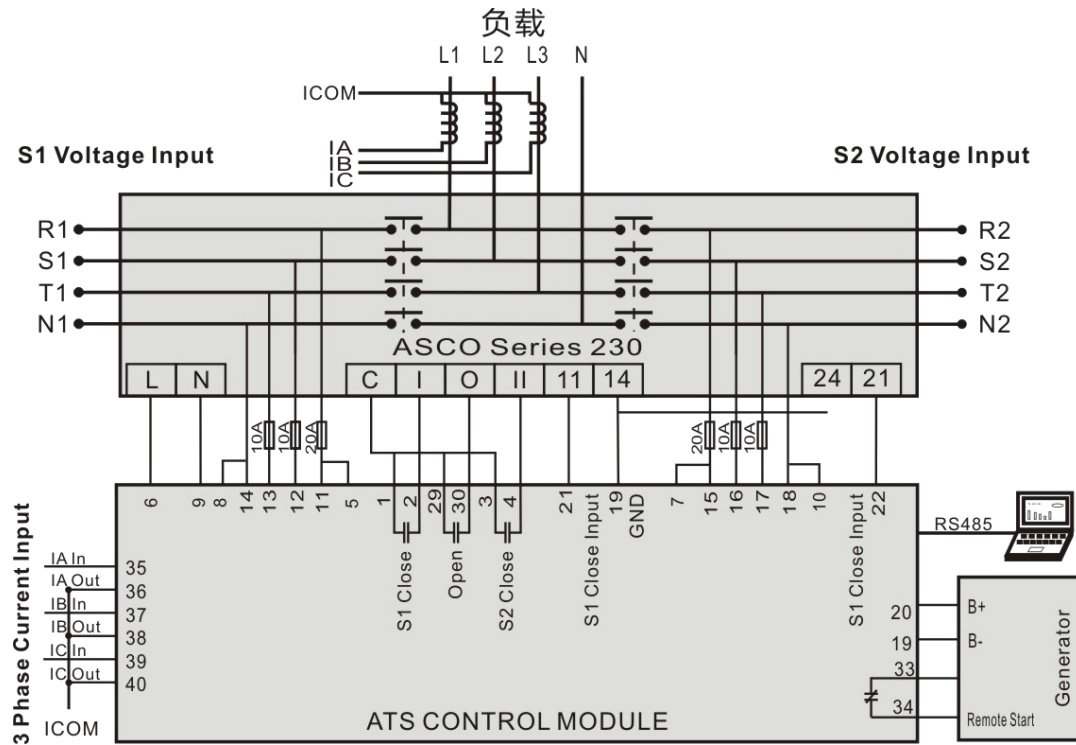 负载
L1 L2 L3 N
ICOM
IA
IB
IC
S1 Voltage Input
S2 Voltage Input
R1
S1
T1
N1
R2
S2
T2
N2
ASCO Series 230
L N C I O II 11 14 24 21
10A 10A 20A 20A 10A 10A
6 9 8 14 13 12 11 5 1 2 29 30 3 4 21 19 7 15 16 17 18 10 22
S1 Close
Open
S2 Close
S1 Close Input
GND
S1 Close Input
RS485
3 Phase Current Input
IA In 35
IA Out 36
IB In 37
IB Out 38
IC In 39
IC Out 40
ICOM
20 B+
19 B-
33
34 Remote Start
Generator
ATS CONTROL MODULE